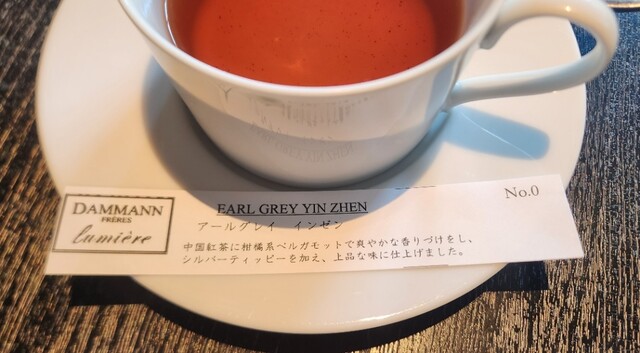 DAMMANN
FRÈRES
lumière
EARL GREY YIN ZHEN
No.0
アールグレイ　インゼン
中国紅茶に柑橘系ベルガモットで爽やかな香りづけをし、
シルバーティッピーを加え、上品な味に仕上げました。